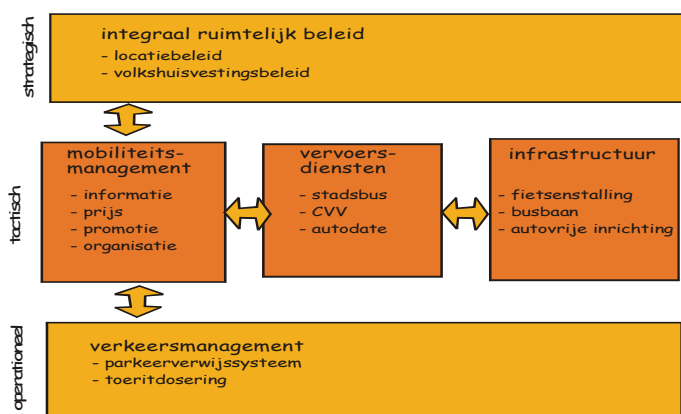 strategisch
integraal ruimtelijk beleid
- locatiebeleid
- volkshuisvestingsbeleid
tactisch
mobiliteits-
management
- informatie
- prijs
- promotie
- organisatie
vervoers-
diensten
- stadsbus
- CVV
- autodate
infrastructuur
- fietsenstalling
- busbaan
- autovrije inrichting
operationeel
verkeersmanagement
- parkeerverwijssysteem
- toeritdosering